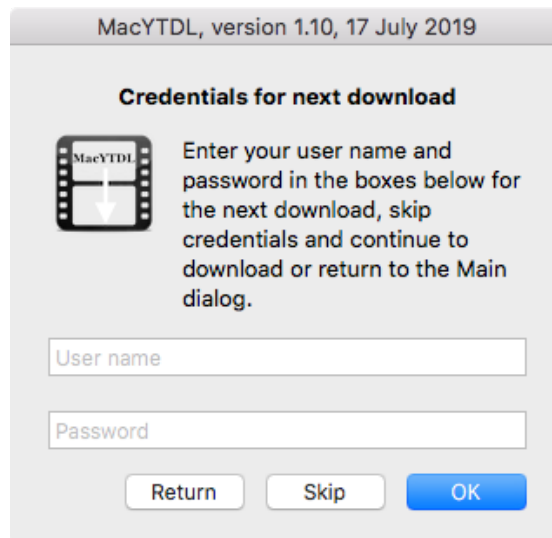 MacYTDL, version 1.10, 17 July 2019
Credentials for next download
MacYTDL
Enter your user name and
password in the boxes below for
the next download, skip
credentials and continue to
download or return to the Main
dialog.
User name
Password
Return Skip OK